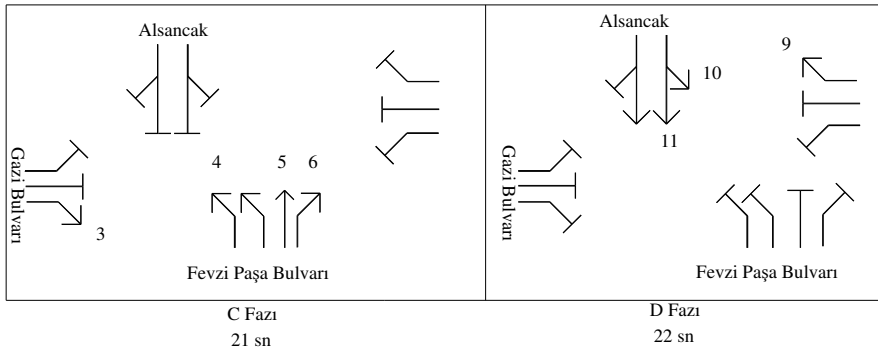 Alsancak
Gazi Bulvarı
3
4
5
6
Fevzi Paşa Bulvarı
C Fazı
21 sn
Alsancak
9
10
11
Gazi Bulvarı
Fevzi Paşa Bulvarı
D Fazı
22 sn